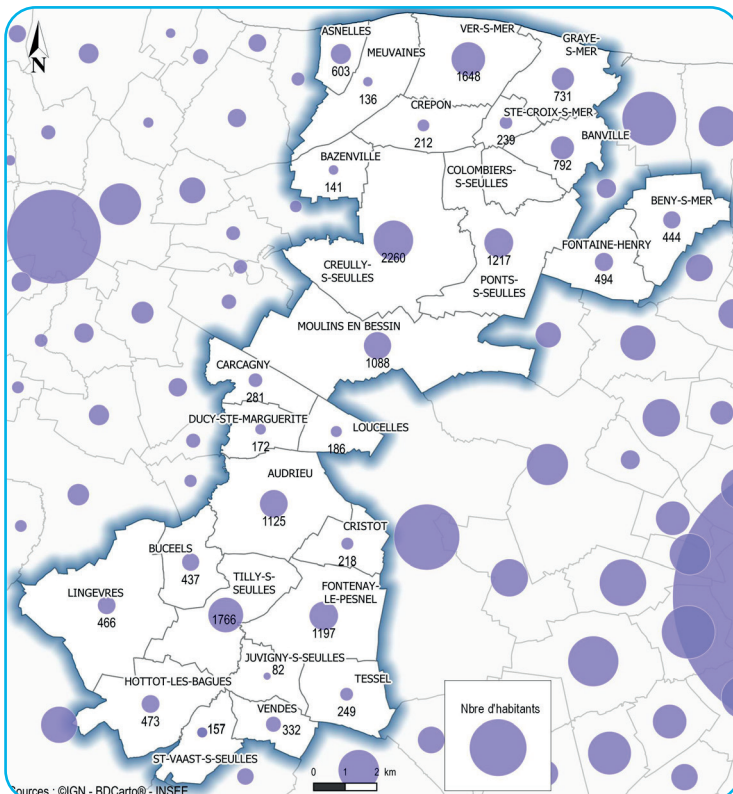 ASNELLES
603
MEUVAINES
136
VER-S-MER
1648
GRAYE-
S-MER
731
CREPON
212
STE-CROIX-S-MER
239
BANVILLE
792
BAZENVILLE
141
COLOMBIERS-
S-SEULLES
BENY-S-MER
444
2260
CREULLY-
S-SEULLES
1217
PONTS-
S-SEULLES
FONTAINE-HENRY
494
MOULINS EN BESSIN
1088
CARCAGNY
281
DUCY-STE-MARGUERITE
172
LOUCELLES
186
AUDRIEU
1125
CRISTOT
218
BUCEELS
437
TILLY-S-
SEULLES
1766
FONTENAY-
LE-PESNEL
1197
LINGEVRES
466
JUVIGNY-S-SEULLES
82
HOTTOT-LES-BAGUES
473
TESSEL
249
VENDES
332
157
ST-VAAST-S-SEULLES
Nbre d'habitants
0 1 2 km
N
Sources : ©IGN - BDCarto® - INSEE